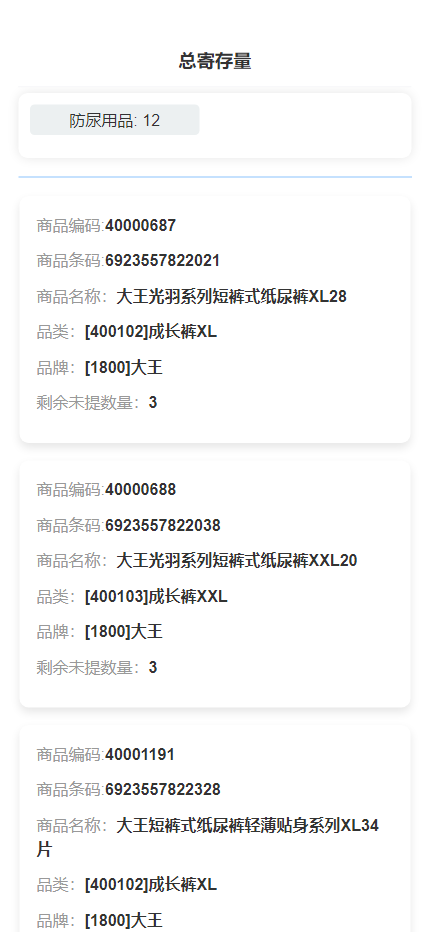 总寄存量
防尿用品: 12
商品编码:40000687
商品条码:6923557822021
商品名称：大王光羽系列短裤式纸尿裤XL28
品类：[400102]成长裤XL
品牌：[1800]大王
剩余未提数量：3
商品编码:40000688
商品条码:6923557822038
商品名称：大王光羽系列短裤式纸尿裤XXL20
品类：[400103]成长裤XXL
品牌：[1800]大王
剩余未提数量：3
商品编码:40001191
商品条码:6923557822328
商品名称：大王短裤式纸尿裤轻薄贴身系列XL34
片
品类：[400102]成长裤XL
品牌：[1800]大王